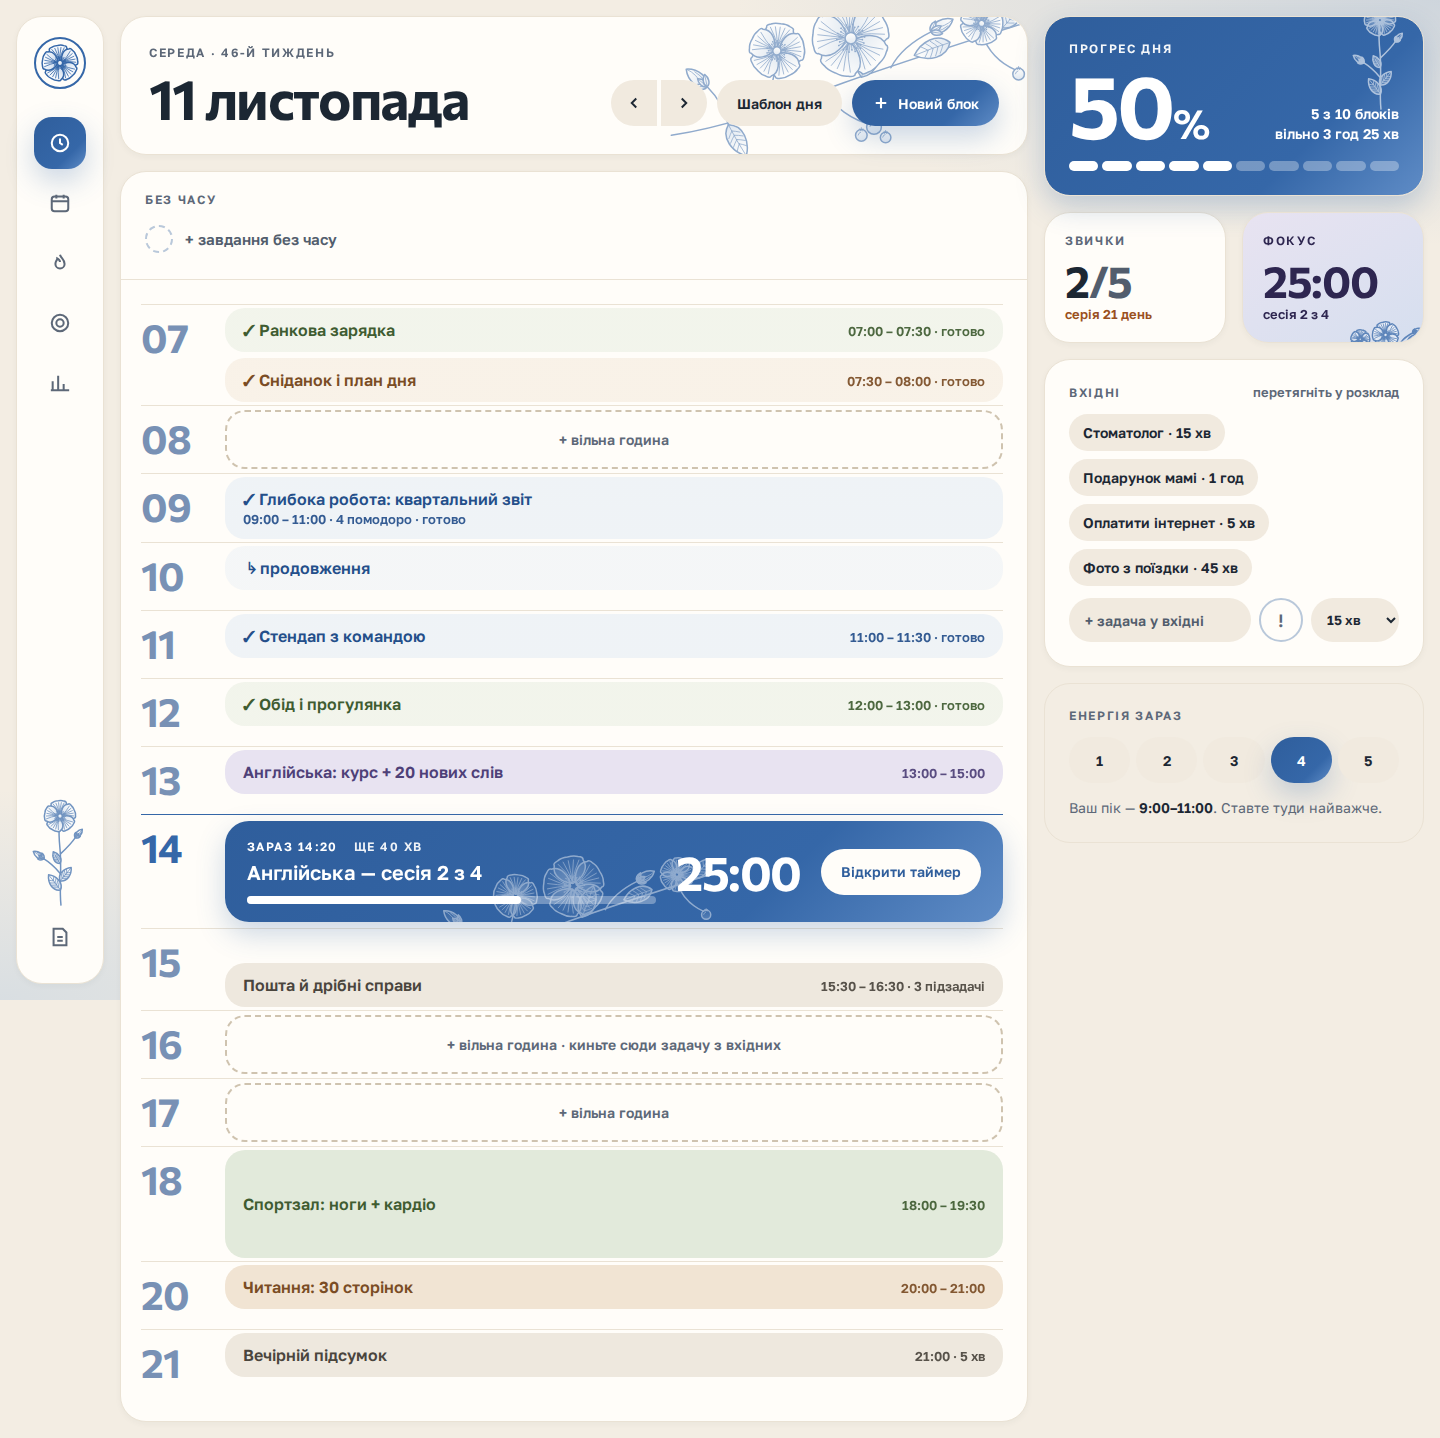 СЕРЕДА · 46-Й ТИЖДЕНЬ
11 листопада
Шаблон дня
+ Новий блок
БЕЗ ЧАСУ
+ завдання без часу
07
✓ Ранкова зарядка
07:00 – 07:30 · готово
✓ Сніданок і план дня
07:30 – 08:00 · готово
08
+ вільна година
09
✓ Глибока робота: квартальний звіт
09:00 – 11:00 · 4 помодоро · готово
10
↳ продовження
11
✓ Стендап з командою
11:00 – 11:30 · готово
12
✓ Обід і прогулянка
12:00 – 13:00 · готово
13
Англійська: курс + 20 нових слів
13:00 – 15:00
14
ЗАРАЗ 14:20 ЩЕ 40 ХВ
Англійська — сесія 2 з 4
25:00
Відкрити таймер
15
Пошта й дрібні справи
15:30 – 16:30 · 3 підзадачі
16
+ вільна година · киньте сюди задачу з вхідних
17
+ вільна година
18
Спортзал: ноги + кардіо
18:00 – 19:30
20
Читання: 30 сторінок
20:00 – 21:00
21
Вечірній підсумок
21:00 · 5 хв
ПРОГРЕС ДНЯ
50%
5 з 10 блоків
вільно 3 год 25 хв
ЗВИЧКИ
2/5
серія 21 день
ФОКУС
25:00
сесія 2 з 4
ВХІДНІ
перетягніть у розклад
Стоматолог · 15 хв
Подарунок мамі · 1 год
Оплатити інтернет · 5 хв
Фото з поїздки · 45 хв
+ задача у вхідні
!
15 хв
ЕНЕРГІЯ ЗАРАЗ
1 2 3 4 5
Ваш пік — 9:00–11:00. Ставте туди найважче.